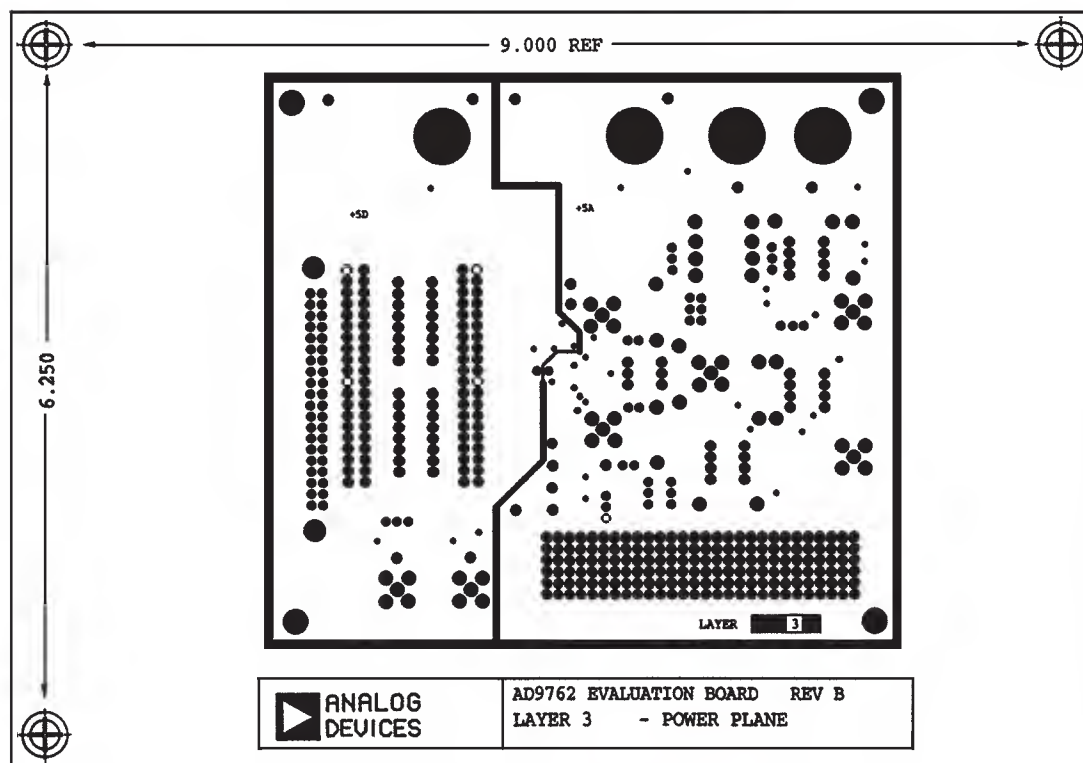 9.000 REF
+5D
+5A
6.250
LAYER 3
ANALOG
DEVICES
AD9762 EVALUATION BOARD REV B
LAYER 3 - POWER PLANE